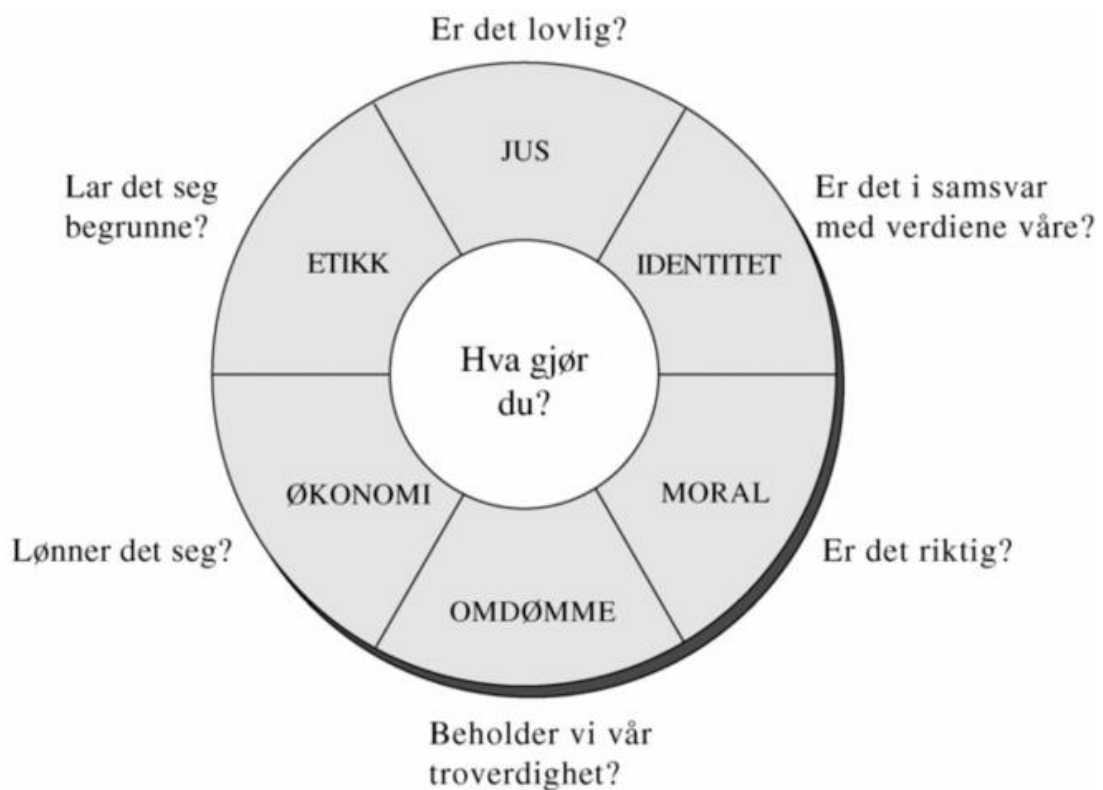 Er det lovlig?
JUS
Lar det seg
begrunne?
ETIKK
Er det i samsvar
med verdiene våre?
IDENTITET
Hva gjør
du?
ØKONOMI
Lønner det seg?
MORAL
Er det riktig?
OMDØMME
Beholder vi vår
troverdighet?